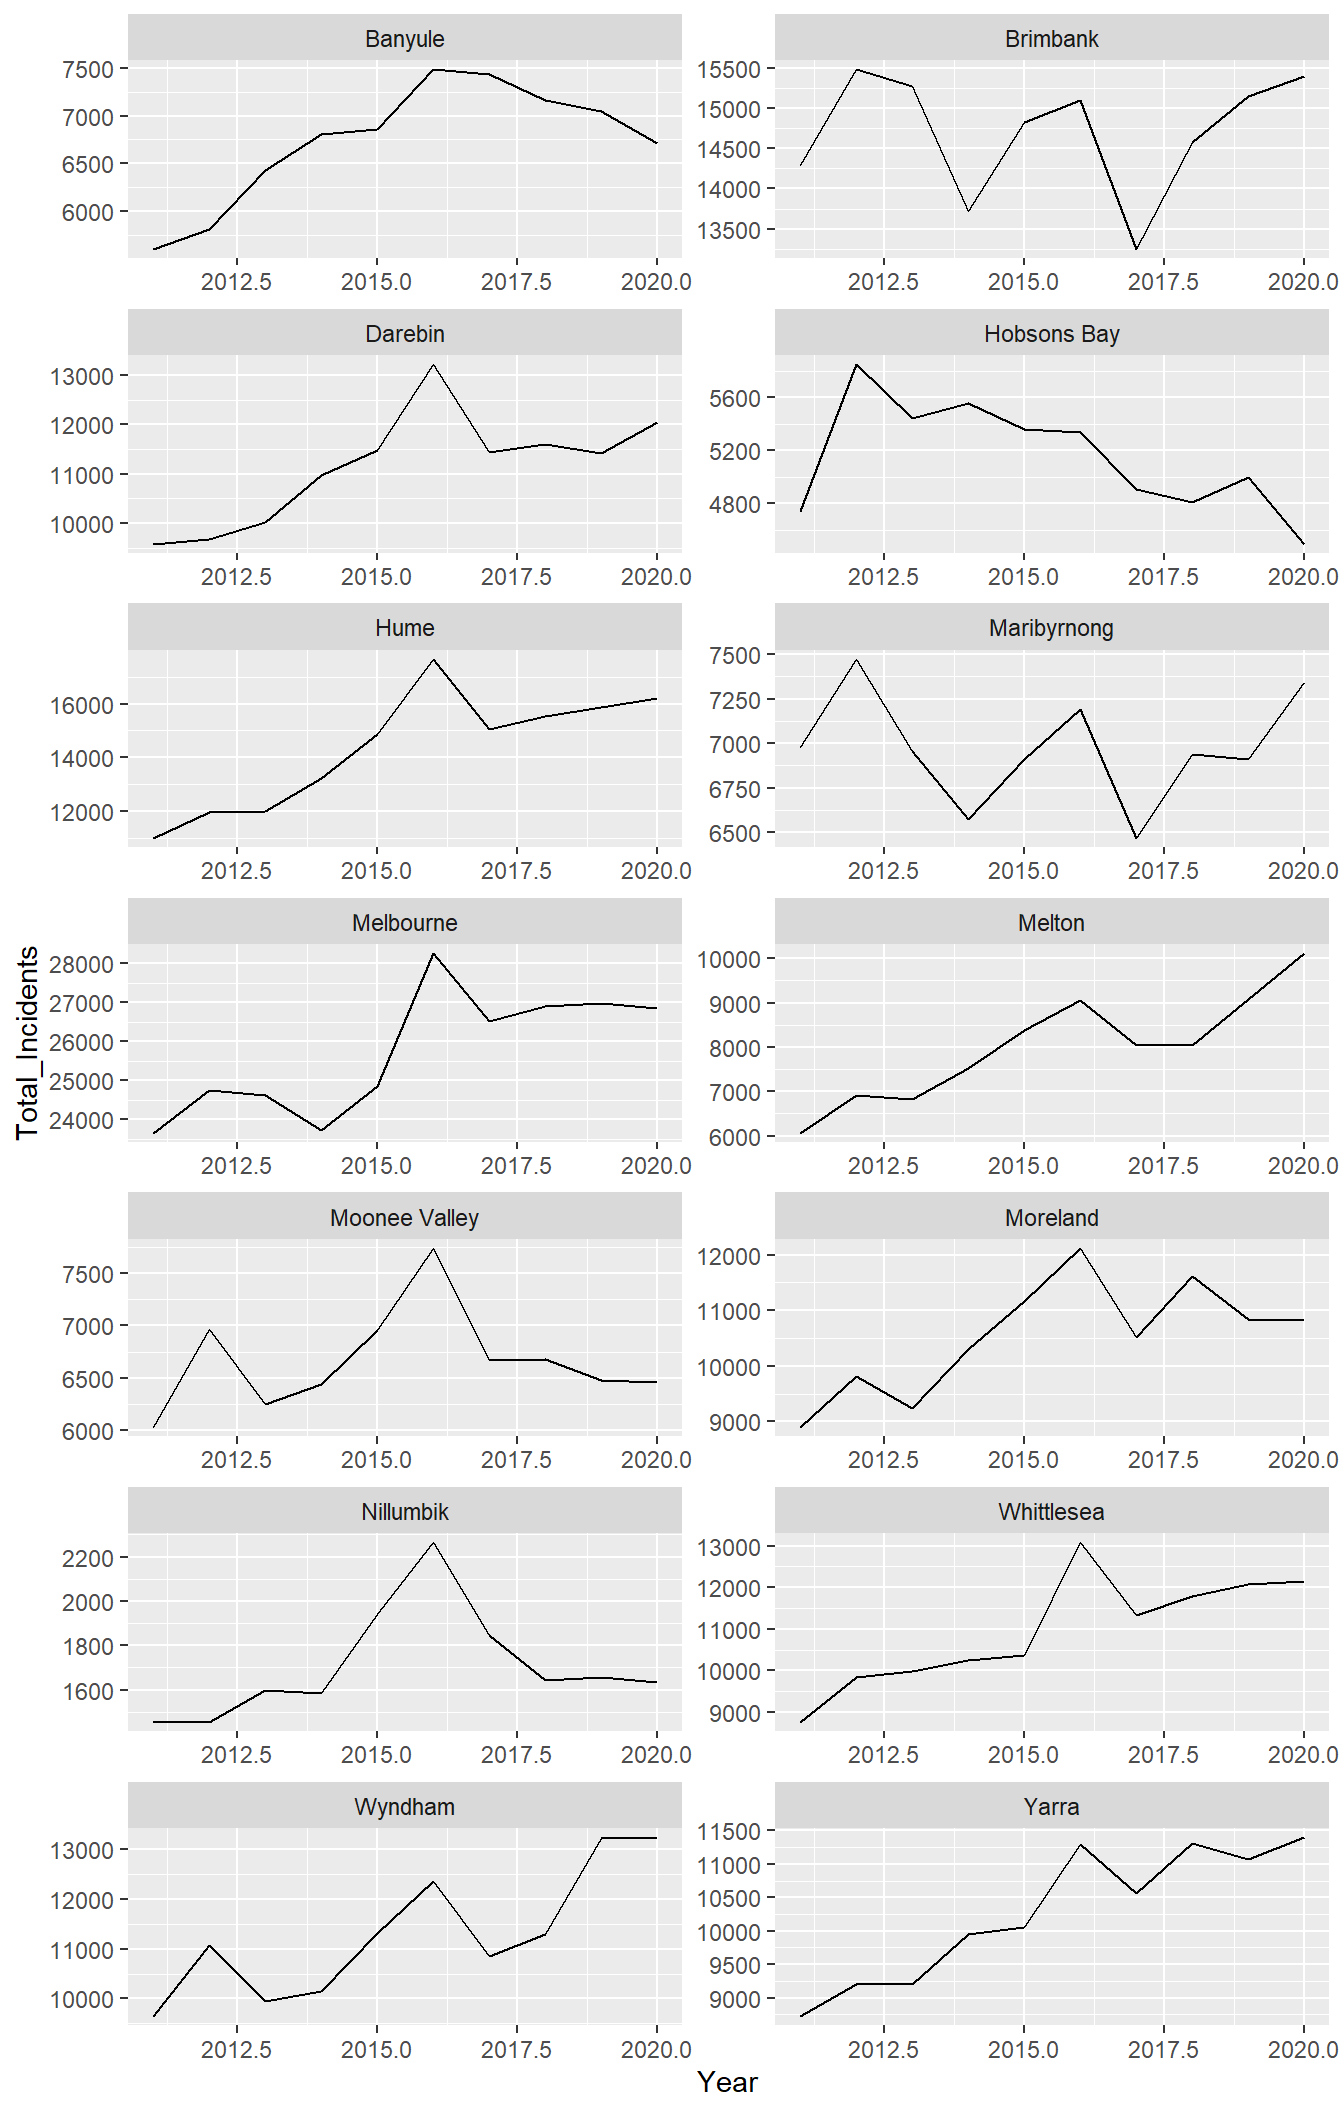 Banyule
7500
7000
6500
6000
2012.5 2015.0 2017.5 2020.0
Brimbank
15500
15000
14500
14000
13500
2012.5 2015.0 2017.5 2020.0
Darebin
13000
12000
11000
10000
2012.5 2015.0 2017.5 2020.0
Hobsons Bay
5600
5200
4800
2012.5 2015.0 2017.5 2020.0
Hume
16000
14000
12000
2012.5 2015.0 2017.5 2020.0
Maribyrnong
7500
7250
7000
6750
6500
2012.5 2015.0 2017.5 2020.0
Total_Incidents
Melbourne
28000
27000
26000
25000
24000
2012.5 2015.0 2017.5 2020.0
Melton
10000
9000
8000
7000
6000
2012.5 2015.0 2017.5 2020.0
Moonee Valley
7500
7000
6500
6000
2012.5 2015.0 2017.5 2020.0
Moreland
12000
11000
10000
9000
2012.5 2015.0 2017.5 2020.0
Nillumbik
2200
2000
1800
1600
2012.5 2015.0 2017.5 2020.0
Whittlesea
13000
12000
11000
10000
9000
2012.5 2015.0 2017.5 2020.0
Wyndham
13000
12000
11000
10000
2012.5 2015.0 2017.5 2020.0
Yarra
11500
11000
10500
10000
9500
9000
2012.5 2015.0 2017.5 2020.0
Year